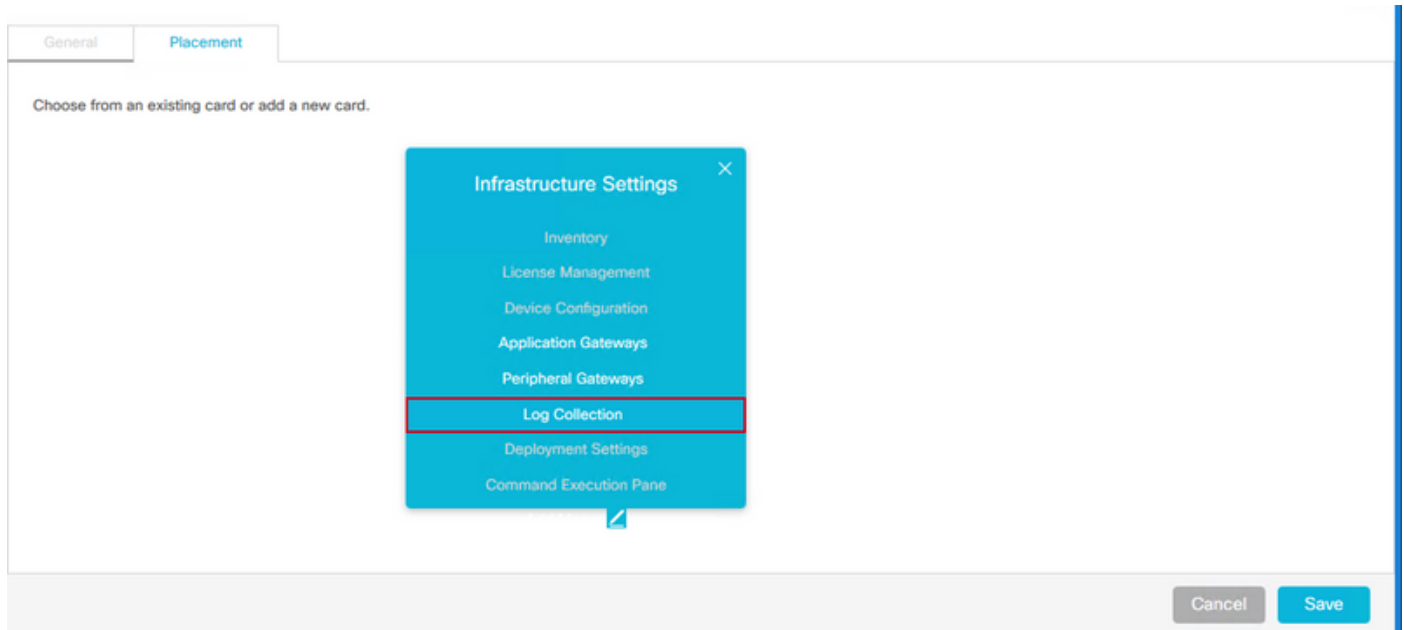 General
Placement
Choose from an existing card or add a new card.
Infrastructure Settings
Inventory
License Management
Device Configuration
Application Gateways
Peripheral Gateways
Log Collection
Deployment Settings
Command Execution Pane
Cancel
Save